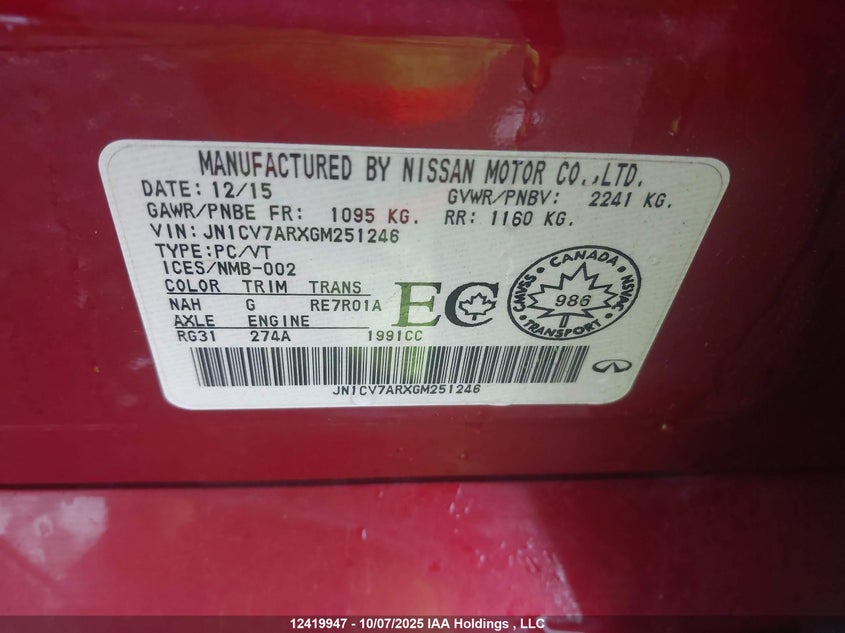 MANUFACTURED BY NISSAN MOTOR CO.,LTD.
DATE: 12/15 GVWR/PNBV: 2241 KG.
GAWR/PNBE FR: 1095 KG. RR: 1160 KG.
VIN: JN1CV7ARXGM251246
TYPE:PC/VT
ICES/NMB-002
COLOR TRIM TRANS
NAH G RE7R01A
AXLE ENGINE
RG31 274A 1991CC
EC
CANADA
CMVSS 986 NSVAC
TRANSPORT
JN1CV7ARXGM251246
12419947 - 10/07/2025 IAA Holdings , LLC